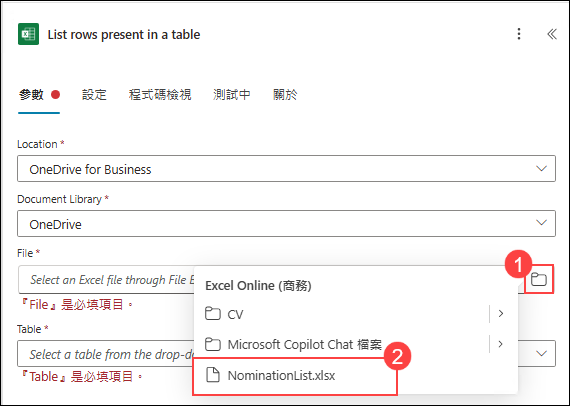 List rows present in a table
參數
設定
程式碼檢視
測試中
關於
Location *
OneDrive for Business
Document Library *
OneDrive
File *
Select an Excel file through File B
1
『File』是必填項目。
Excel Online (商務)
CV
Microsoft Copilot Chat 檔案
2
NominationList.xlsx
Table *
Select a table from the drop-do
『Table』是必填項目。